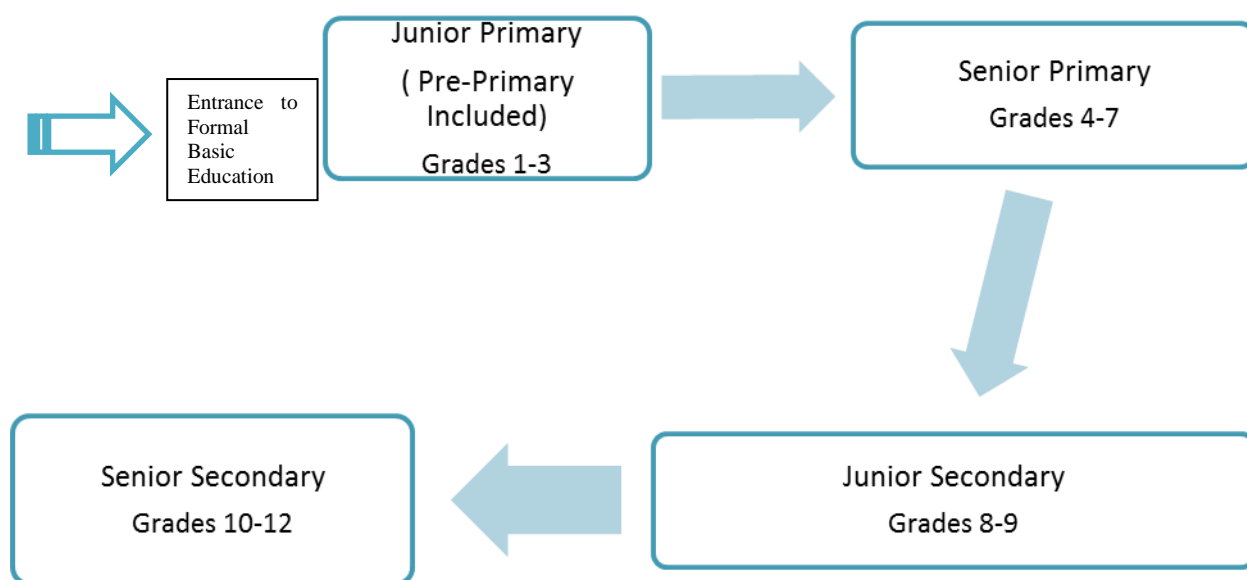 Entrance to
Formal
Basic
Education
Junior Primary
( Pre-Primary
Included)
Grades 1-3
Senior Primary
Grades 4-7
Junior Secondary
Grades 8-9
Senior Secondary
Grades 10-12